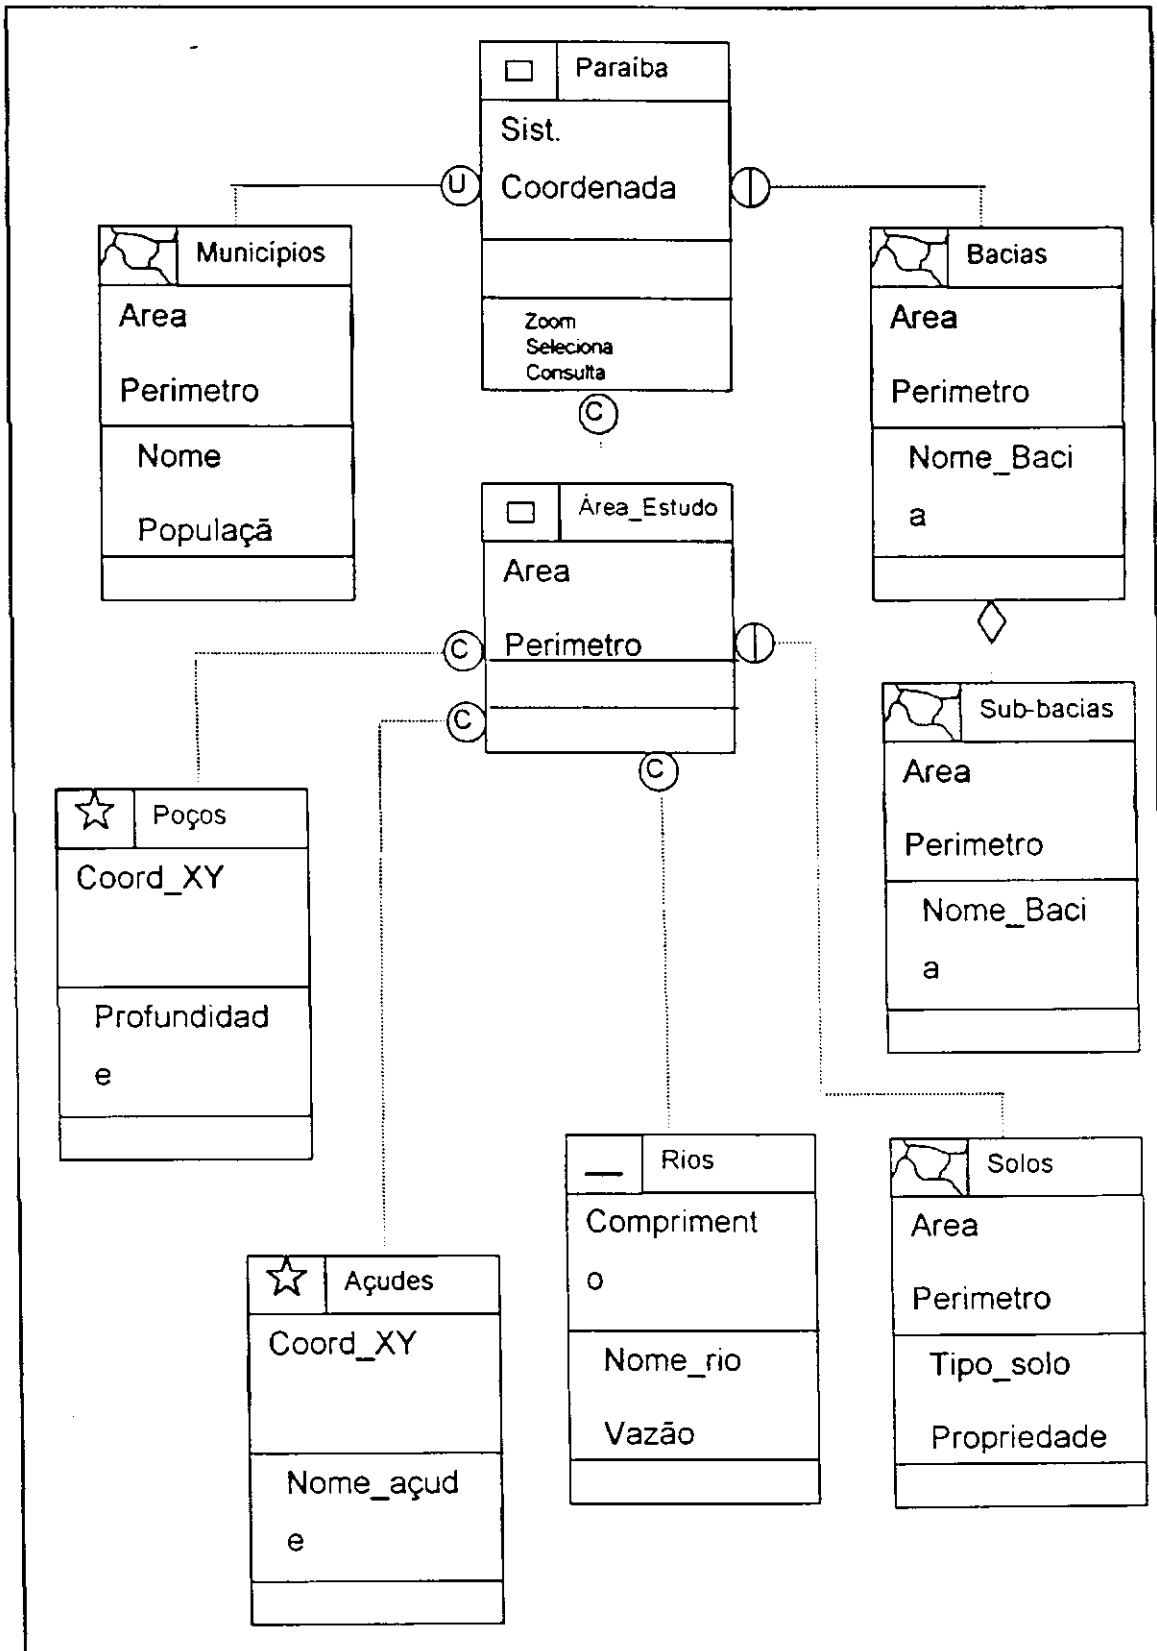 Paraiba
Sist.
Coordenada
Zoom
Seleciona
Consulta
U
C
Municípios
Area
Perimetro
Nome
Populaçã
Bacias
Area
Perimetro
Nome_Baci
a
Área_Estudo
Area
Perimetro
C
C
C
Sub-bacias
Area
Perimetro
Nome_Baci
a
Poços
Coord_XY
Profundidad
e
Açudes
Coord_XY
Nome_açud
e
Rios
Compriment
o
Nome_rio
Vazão
Solos
Area
Perimetro
Tipo_solo
Propriedade